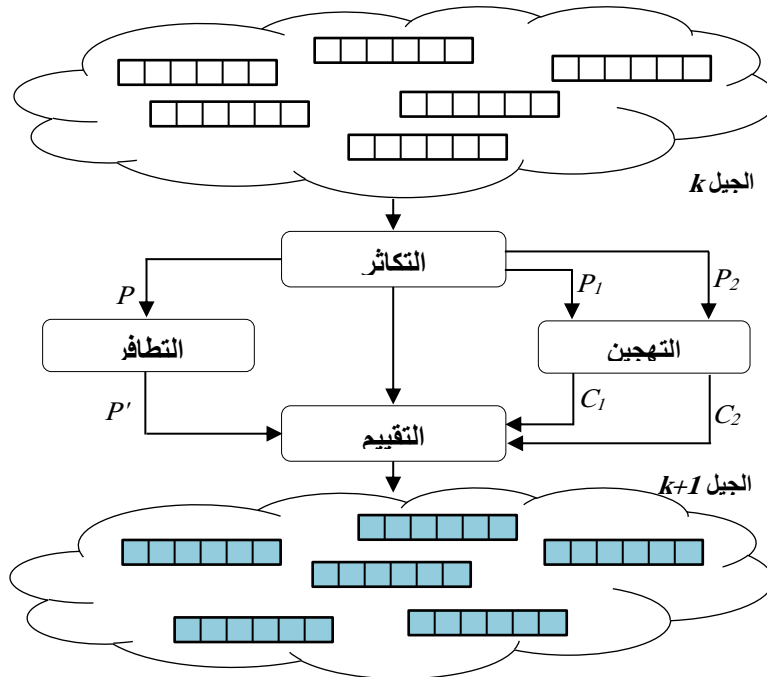 الجيل k
التكاثر
P
P1
P2
التطافر
التهجين
P'
C1
C2
التقييم
الجيل k+1